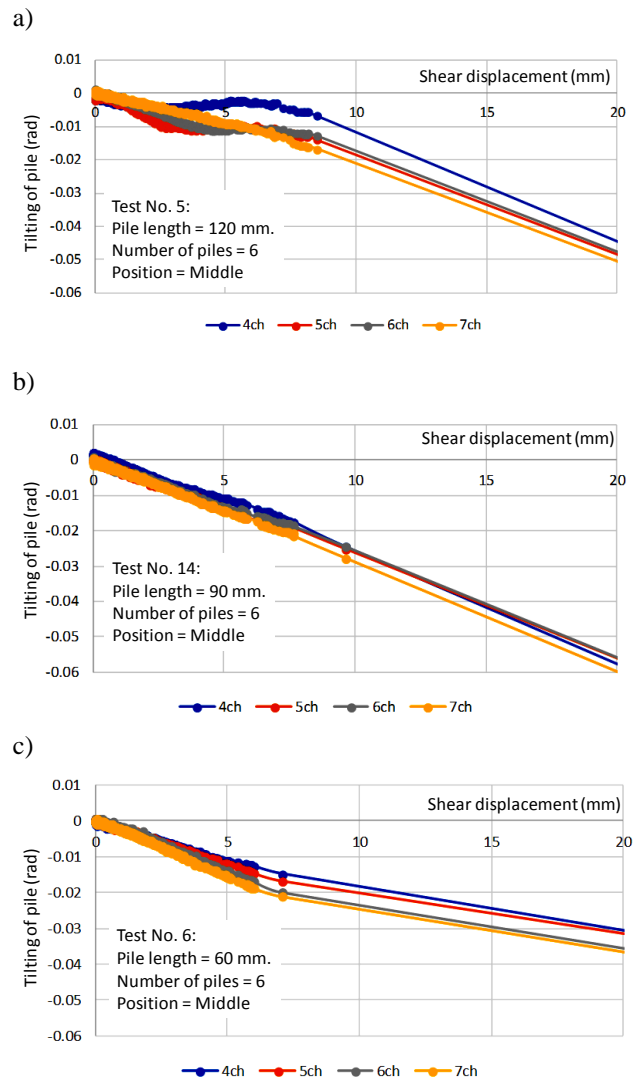 a)
0.01
Shear displacement (mm)
0
0 5 10 15 20
-0.01
-0.02
-0.03
-0.04
-0.05
-0.06
Tilting of pile (rad)
Test No. 5:
Pile length = 120 mm.
Number of piles = 6
Position = Middle
4ch 5ch 6ch 7ch
b)
0.01
Shear displacement (mm)
0
0 5 10 15 20
-0.01
-0.02
-0.03
-0.04
-0.05
-0.06
Tilting of pile (rad)
Test No. 14:
Pile length = 90 mm.
Number of piles = 6
Position = Middle
4ch 5ch 6ch 7ch
c)
0.01
Shear displacement (mm)
0
0 5 10 15 20
-0.01
-0.02
-0.03
-0.04
-0.05
-0.06
Tilting of pile (rad)
Test No. 6:
Pile length = 60 mm.
Number of piles = 6
Position = Middle
4ch 5ch 6ch 7ch